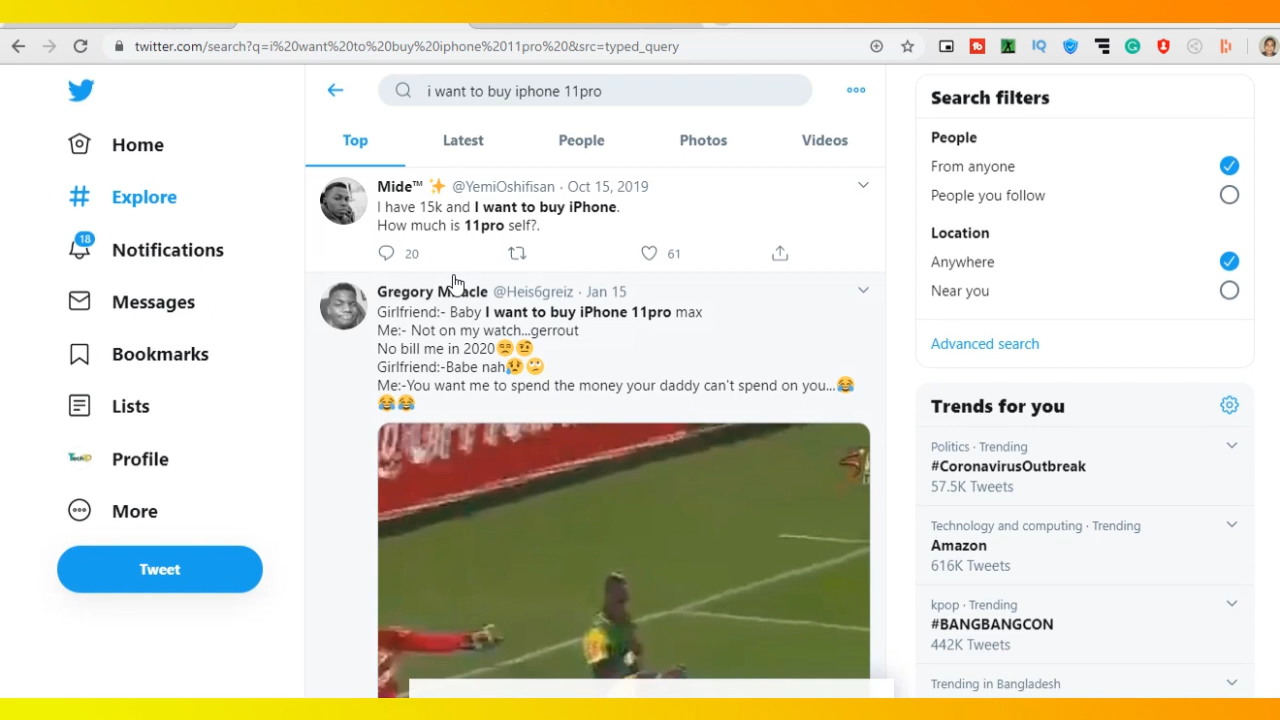 twitter.com/search?q=i%20want%20to%20buy%20iphone%2011pro%20&src=typed_query
IQ
Home
Explore
18
Notifications
Messages
Bookmarks
Lists
Profile
More
Tweet
i want to buy iphone 11pro
Top
Latest
People
Photos
Videos
Mide™ ✨ @YemiOshifisan · Oct 15, 2019
I have 15k and I want to buy iPhone.
How much is 11pro self?.
20
61
Gregory M acle @Heis6greiz · Jan 15
Girlfriend:- Baby I want to buy iPhone 11pro max
Me:- Not on my watch...gerrout
No bill me in 2020😒🤨
Girlfriend:-Babe nah😥🙄
Me:-You want me to spend the money your daddy can't spend on you...😂
😂😂
Search filters
People
From anyone
People you follow
Location
Anywhere
Near you
Advanced search
Trends for you
Politics · Trending
#CoronavirusOutbreak
57.5K Tweets
Technology and computing · Trending
Amazon
616K Tweets
kpop · Trending
#BANGBANGCON
442K Tweets
Trending in Bangladesh